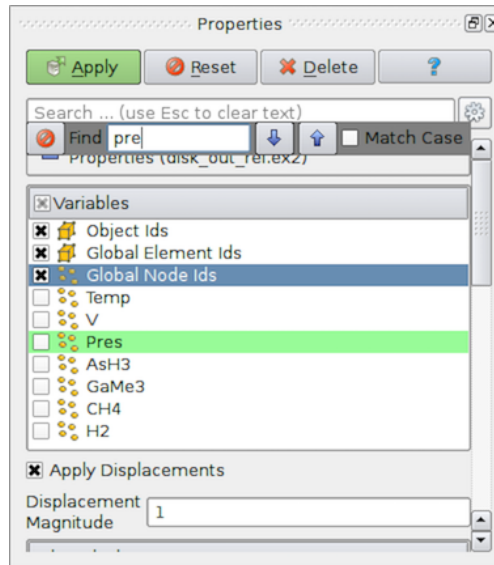 Properties
Apply Reset Delete ?
Search ... (use Esc to clear text)
Find pre Match Case
Properties (disk_out_ref.ex2)
Variables
Object Ids
Global Element Ids
Global Node Ids
Temp
V
Pres
AsH3
GaMe3
CH4
H2
Apply Displacements
Displacement
Magnitude
1